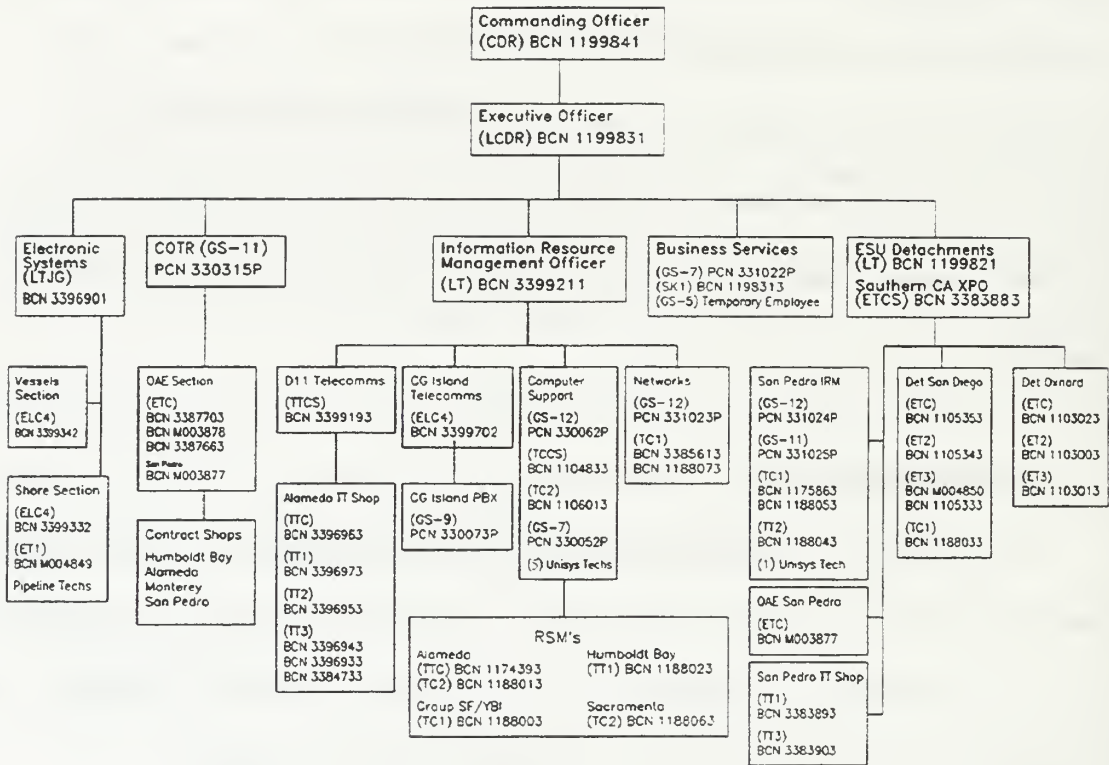 Commanding Officer
(CDR) BCN 1199841
Executive Officer
(LCDR) BCN 1199831
Electronic
Systems
(LTJG)
BCN 3396901
COTR (GS-11)
PCN 330315P
Information Resource
Management Officer
(LT) BCN 3399211
Business Services
(GS-7) PCN 331022P
(SK1) BCN 1198313
(GS-5) Temporary Employee
ESU Detachments
(LT) BCN 1199821
Southern CA XPO
(ETCS) BCN 3383883
Vessels
Section
(ELC4)
BCN 3399342
Shore Section
(ELC4)
BCN 3399332
(ET1)
BCN M004849
Pipeline Techs
OAE Section
(ETC)
BCN 3387703
BCN M003878
BCN 3387663
San Pedro
BCN M003877
Contract Shops
Humboldt Bay
Alameda
Monterey
San Pedro
D11 Telecomms
(TTCS)
BCN 3399193
Alameda TT Shop
(TTC)
BCN 3396963
(TT1)
BCN 3396973
(TT2)
BCN 3396953
(TT3)
BCN 3396943
BCN 3396933
BCN 3384733
CG Island
Telecomms
(ELC4)
BCN 3399702
CG Island PBX
(GS-9)
PCN 330073P
Computer
Support
(GS-12)
PCN 330062P
(TCCS)
BCN 1104833
(TC2)
BCN 1106013
(GS-7)
PCN 330052P
(5) Unisys Techs
Networks
(GS-12)
PCN 331023P
(TC1)
BCN 3385613
BCN 1188073
RSM's
Alameda
(TTC) BCN 1174393
(TC2) BCN 1188013
Group SF/YBI
(TC1) BCN 1188003
Humboldt Bay
(TT1) BCN 1188023
Sacramento
(TC2) BCN 1188063
San Pedro IRM
(GS-12)
PCN 331024P
(GS-11)
PCN 331025P
(TC1)
BCN 1175863
BCN 1188053
(TT2)
BCN 1188043
(1) Unisys Tech
OAE San Pedro
(ETC)
BCN M003877
San Pedro TT Shop
(TT1)
BCN 3383893
(TT3)
BCN 3383903
Det San Diego
(ETC)
BCN 1105353
(ET2)
BCN 1105343
(ET3)
BCN M004850
BCN 1105333
(TC1)
BCN 1188033
Det Oxnard
(ETC)
BCN 1103023
(ET2)
BCN 1103003
(ET3)
BCN 1103013